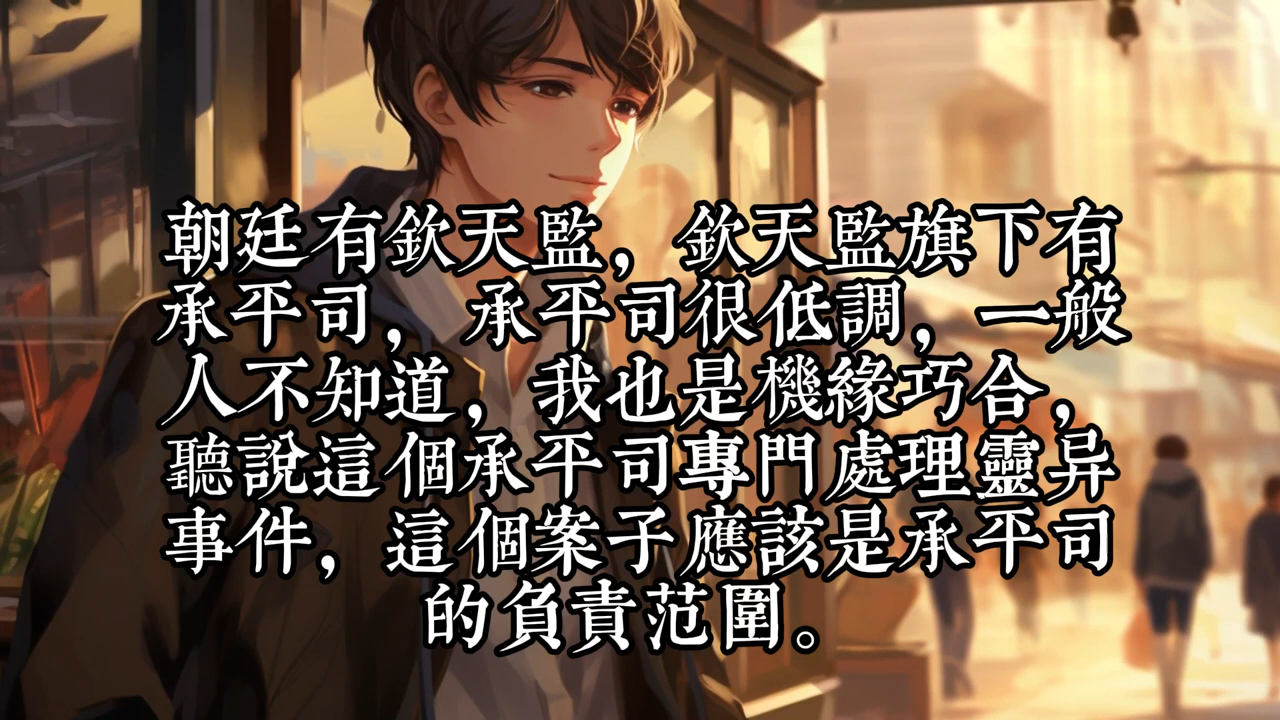 朝廷有欽天監，欽天監旗下有
承平司，承平司很低調，一般
人不知道，我也是機緣巧合，
聽說這個承平司專門處理靈异
事件，這個案子應該是承平司
的負責范圍。